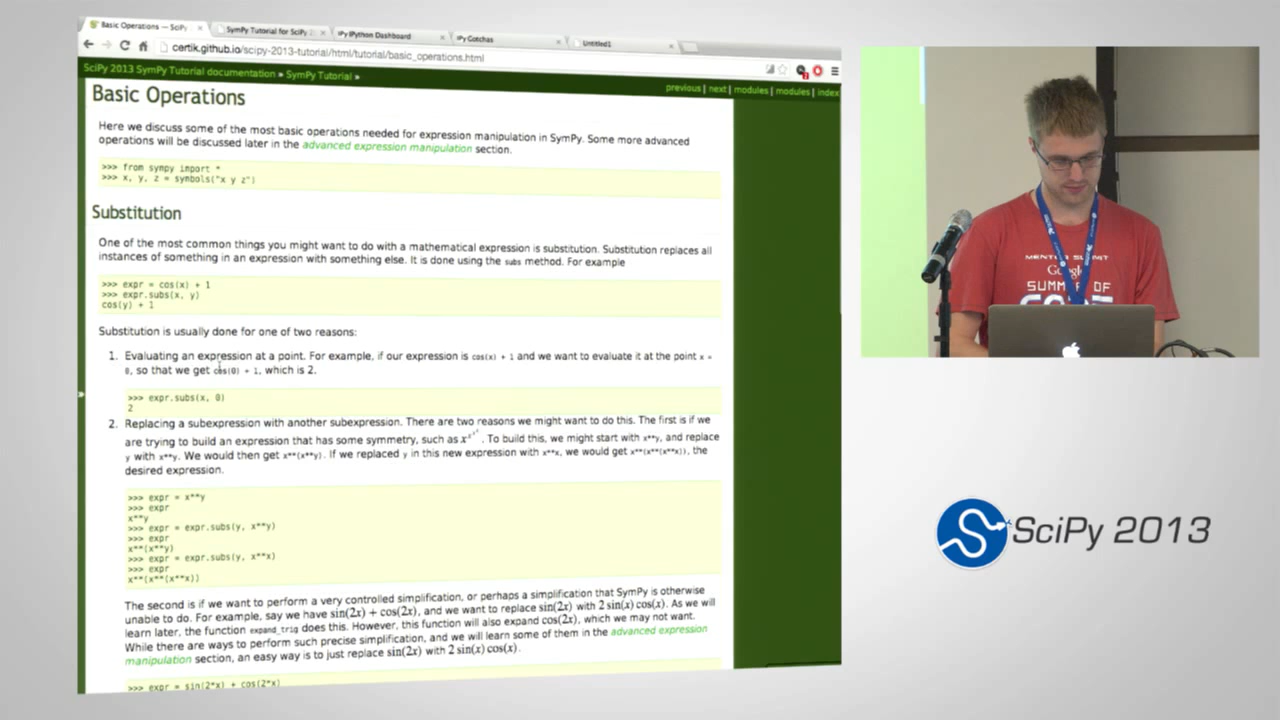 Basic Operations — SciPy
SymPy Tutorial for SciPy
IPy IPython Dashboard
IPy Gotchas
Untitled1
certik.github.io/scipy-2013-tutorial/html/tutorial/basic_operations.html
SciPy 2013 SymPy Tutorial documentation » SymPy Tutorial »
previous | next | modules | modules | index
Basic Operations
Here we discuss some of the most basic operations needed for expression manipulation in SymPy. Some more advanced
operations will be discussed later in the advanced expression manipulation section.
>>> from sympy import *
>>> x, y, z = symbols("x y z")
Substitution
One of the most common things you might want to do with a mathematical expression is substitution. Substitution replaces all
instances of something in an expression with something else. It is done using the subs method. For example
>>> expr = cos(x) + 1
>>> expr.subs(x, y)
cos(y) + 1
Substitution is usually done for one of two reasons:
1. Evaluating an expression at a point. For example, if our expression is cos(x) + 1 and we want to evaluate it at the point x =
0, so that we get cos(0) + 1, which is 2.
>>> expr.subs(x, 0)
2
2. Replacing a subexpression with another subexpression. There are two reasons we might want to do this. The first is if we
are trying to build an expression that has some symmetry, such as x^x^x^x. To build this, we might start with x**y, and replace
y with x**y. We would then get x**(x**y). If we replaced y in this new expression with x**x, we would get x**(x**(x**x)), the
desired expression.
>>> expr = x**y
>>> expr
x**y
>>> expr = expr.subs(y, x**y)
>>> expr
x**(x**y)
>>> expr = expr.subs(y, x**x)
>>> expr
x**(x**(x**x))
The second is if we want to perform a very controlled simplification, or perhaps a simplification that SymPy is otherwise
unable to do. For example, say we have sin(2x) + cos(2x), and we want to replace sin(2x) with 2 sin(x) cos(x). As we will
learn later, the function expand_trig does this. However, this function will also expand cos(2x), which we may not want.
While there are ways to perform such precise simplification, and we will learn some of them in the advanced expression
manipulation section, an easy way is to just replace sin(2x) with 2 sin(x) cos(x).
>>> expr = sin(2*x) + cos(2*x)
MENTOR SUMMIT
Google
SUMMER OF
CODE
SciPy 2013